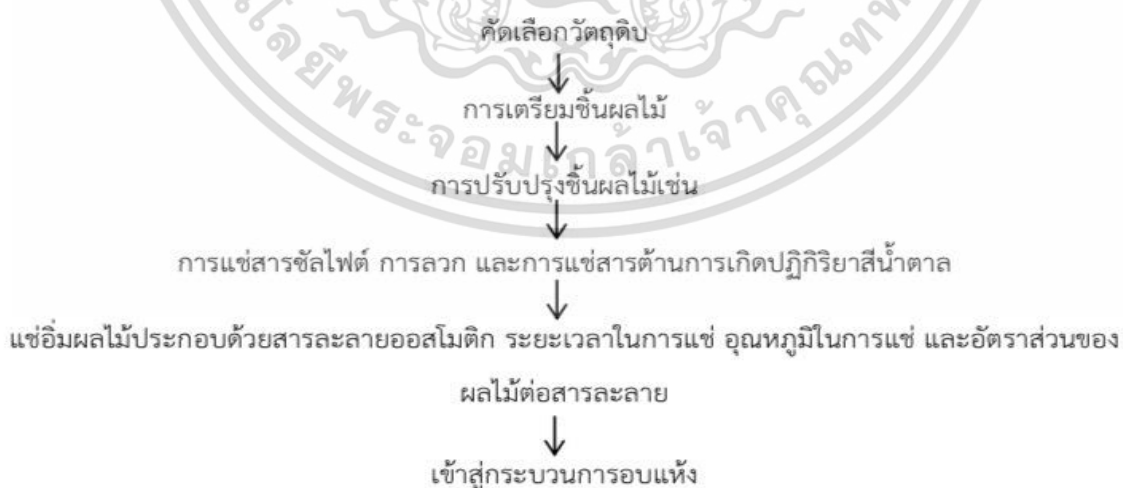 คัดเลือกวัตถุดิบ
การเตรียมชิ้นผลไม้
การปรับปรุงชิ้นผลไม้เช่น
การแช่สารซัลไฟต์ การลวก และการแช่สารต้านการเกิดปฏิกิริยาสีน้ำตาล
แช่อิ่มผลไม้ประกอบด้วยสารละลายออสโมติก ระยะเวลาในการแช่ อุณหภูมิในการแช่ และอัตราส่วนของ
ผลไม้ต่อสารละลาย
เข้าสู่กระบวนการอบแห้ง